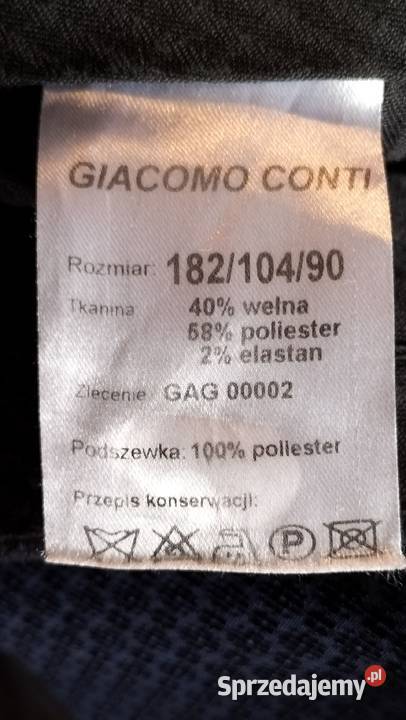 GIACOMO CONTI
Rozmiar: 182/104/90
Tkanina 40% wełna
58% poliester
2% elastan
Zlecenie GAG 00002
Podszewka: 100% poliester
Przepis konserwacji:
P
Sprzedajemy.pl